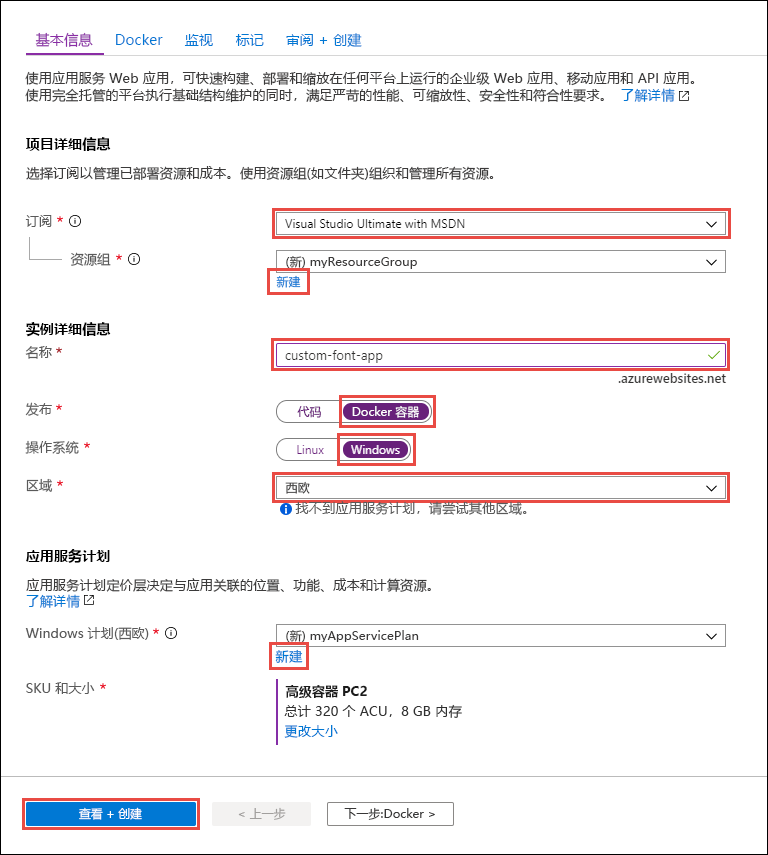 基本信息 Docker 监视 标记 审阅 + 创建
使用应用服务 Web 应用，可快速构建、部署和缩放在任何平台上运行的企业级 Web 应用、移动应用和 API 应用。
使用完全托管的平台执行基础结构维护的同时，满足严苛的性能、可缩放性、安全性和符合性要求。 了解详情
项目详细信息
选择订阅以管理已部署资源和成本。使用资源组(如文件夹)组织和管理所有资源。
订阅 * Visual Studio Ultimate with MSDN
资源组 * (新) myResourceGroup
新建
实例详细信息
名称 * custom-font-app
.azurewebsites.net
发布 * 代码 Docker 容器
操作系统 * Linux Windows
区域 * 西欧
找不到应用服务计划，请尝试其他区域。
应用服务计划
应用服务计划定价层决定与应用关联的位置、功能、成本和计算资源。
了解详情
Windows 计划(西欧) * (新) myAppServicePlan
新建
SKU 和大小 * 高级容器 PC2
总计 320 个 ACU，8 GB 内存
更改大小
查看 + 创建 < 上一步 下一步:Docker >